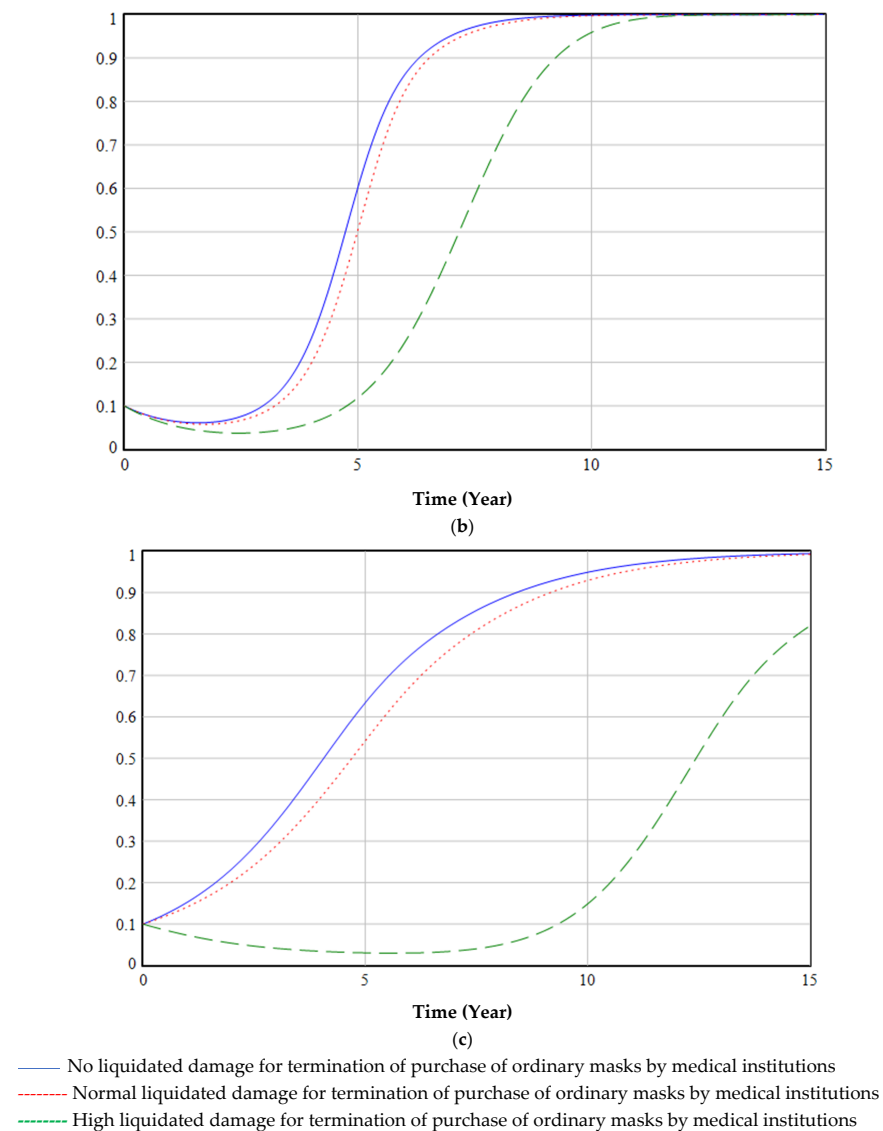 1
0.9
0.8
0.7
0.6
0.5
0.4
0.3
0.2
0.1
0
0 5 10 15
Time (Year)
(b)
1
0.9
0.8
0.7
0.6
0.5
0.4
0.3
0.2
0.1
0
0 5 10 15
Time (Year)
(c)
No liquidated damage for termination of purchase of ordinary masks by medical institutions
Normal liquidated damage for termination of purchase of ordinary masks by medical institutions
High liquidated damage for termination of purchase of ordinary masks by medical institutions